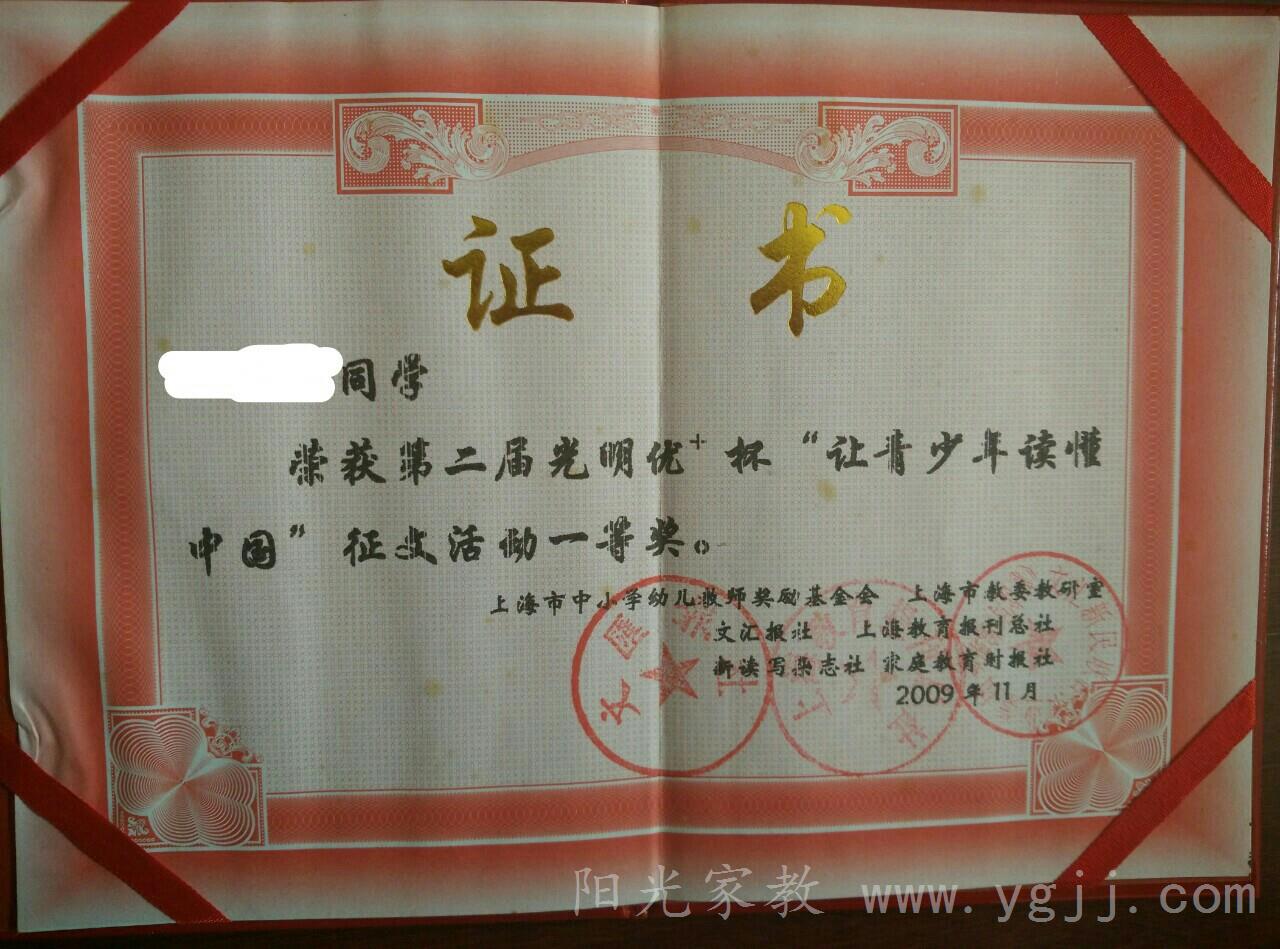 证书
同学
荣获第二届光明优+杯“让青少年读懂
中国”征文活动一等奖。
上海市中小学幼儿教师奖励基金会 上海市教委教研室
文汇报社 上海教育报刊总社
新读写杂志社 家庭教育时报社
2009年11月
阳光家教 www.ygjj.com